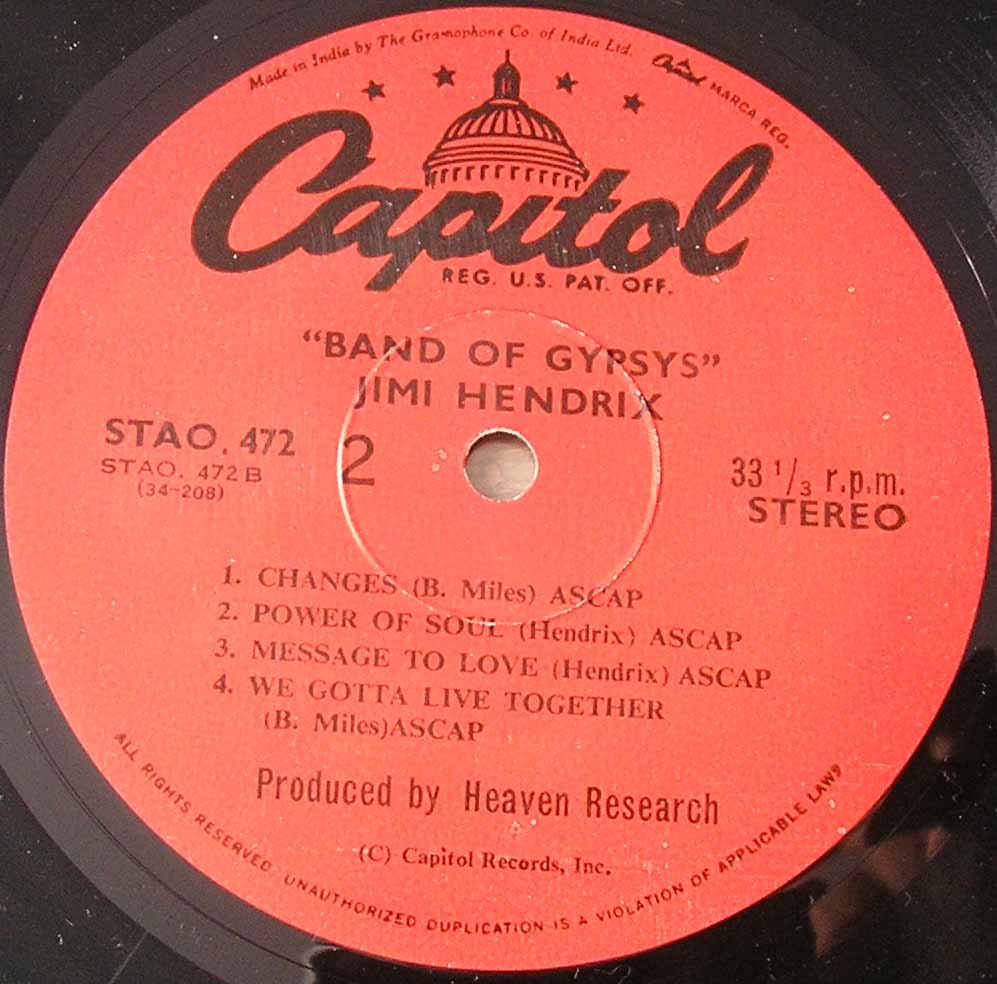 Made in India by The Gramophone Co. of India Ltd.
Capitol MARCA REG.
Capitol
REG. U.S. PAT. OFF.
"BAND OF GYPSYS"
JIMI HENDRIX
STAO. 472
STAO. 472 B
(34-208)
2
33 1/3 r.p.m.
STEREO
1. CHANGES (B. Miles) ASCAP
2. POWER OF SOUL (Hendrix) ASCAP
3. MESSAGE TO LOVE (Hendrix) ASCAP
4. WE GOTTA LIVE TOGETHER
(B. Miles)ASCAP
Produced by Heaven Research
(C) Capitol Records, Inc.
ALL RIGHTS RESERVED. UNAUTHORIZED DUPLICATION IS A VIOLATION OF APPLICABLE LAWS